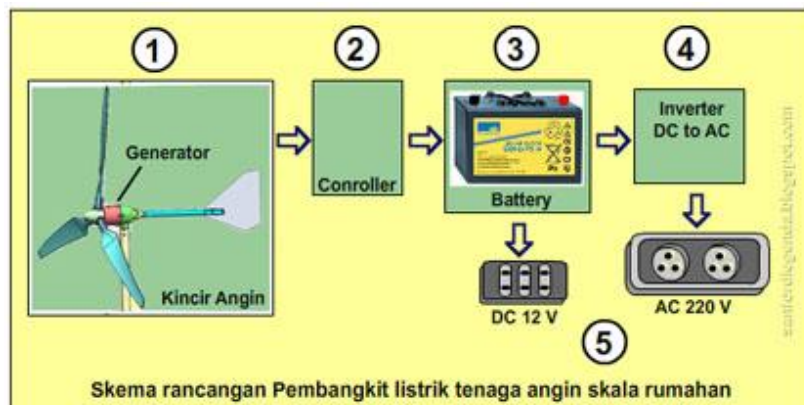 1
2
3
4
Generator
Kincir Angin
Conroller
Battery
Inverter
DC to AC
DC 12 V
AC 220 V
5
Skema rancangan Pembangkit listrik tenaga angin skala rumahan